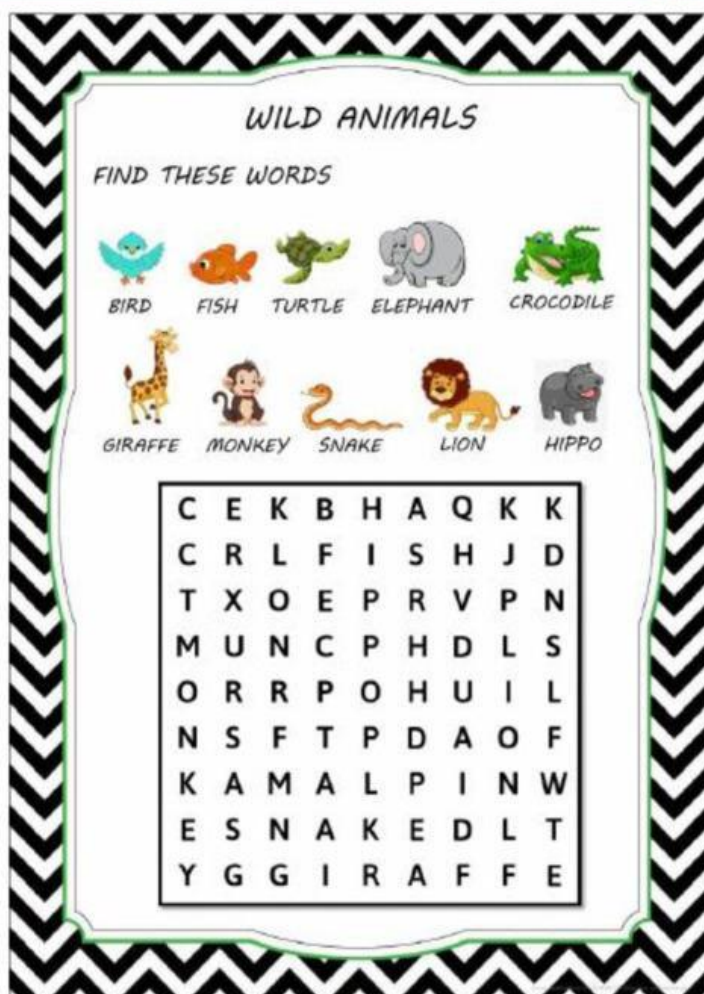 WILD ANIMALS
FIND THESE WORDS
BIRD FISH TURTLE ELEPHANT CROCODILE
GIRAFFE MONKEY SNAKE LION HIPPO
C E K B H A Q K K
C R L F I S H J D
T X O E P R V P N
M U N C P H D L S
O R R P O H U I L
N S F T P D A O F
K A M A L P I N W
E S N A K E D L T
Y G G I R A F F E